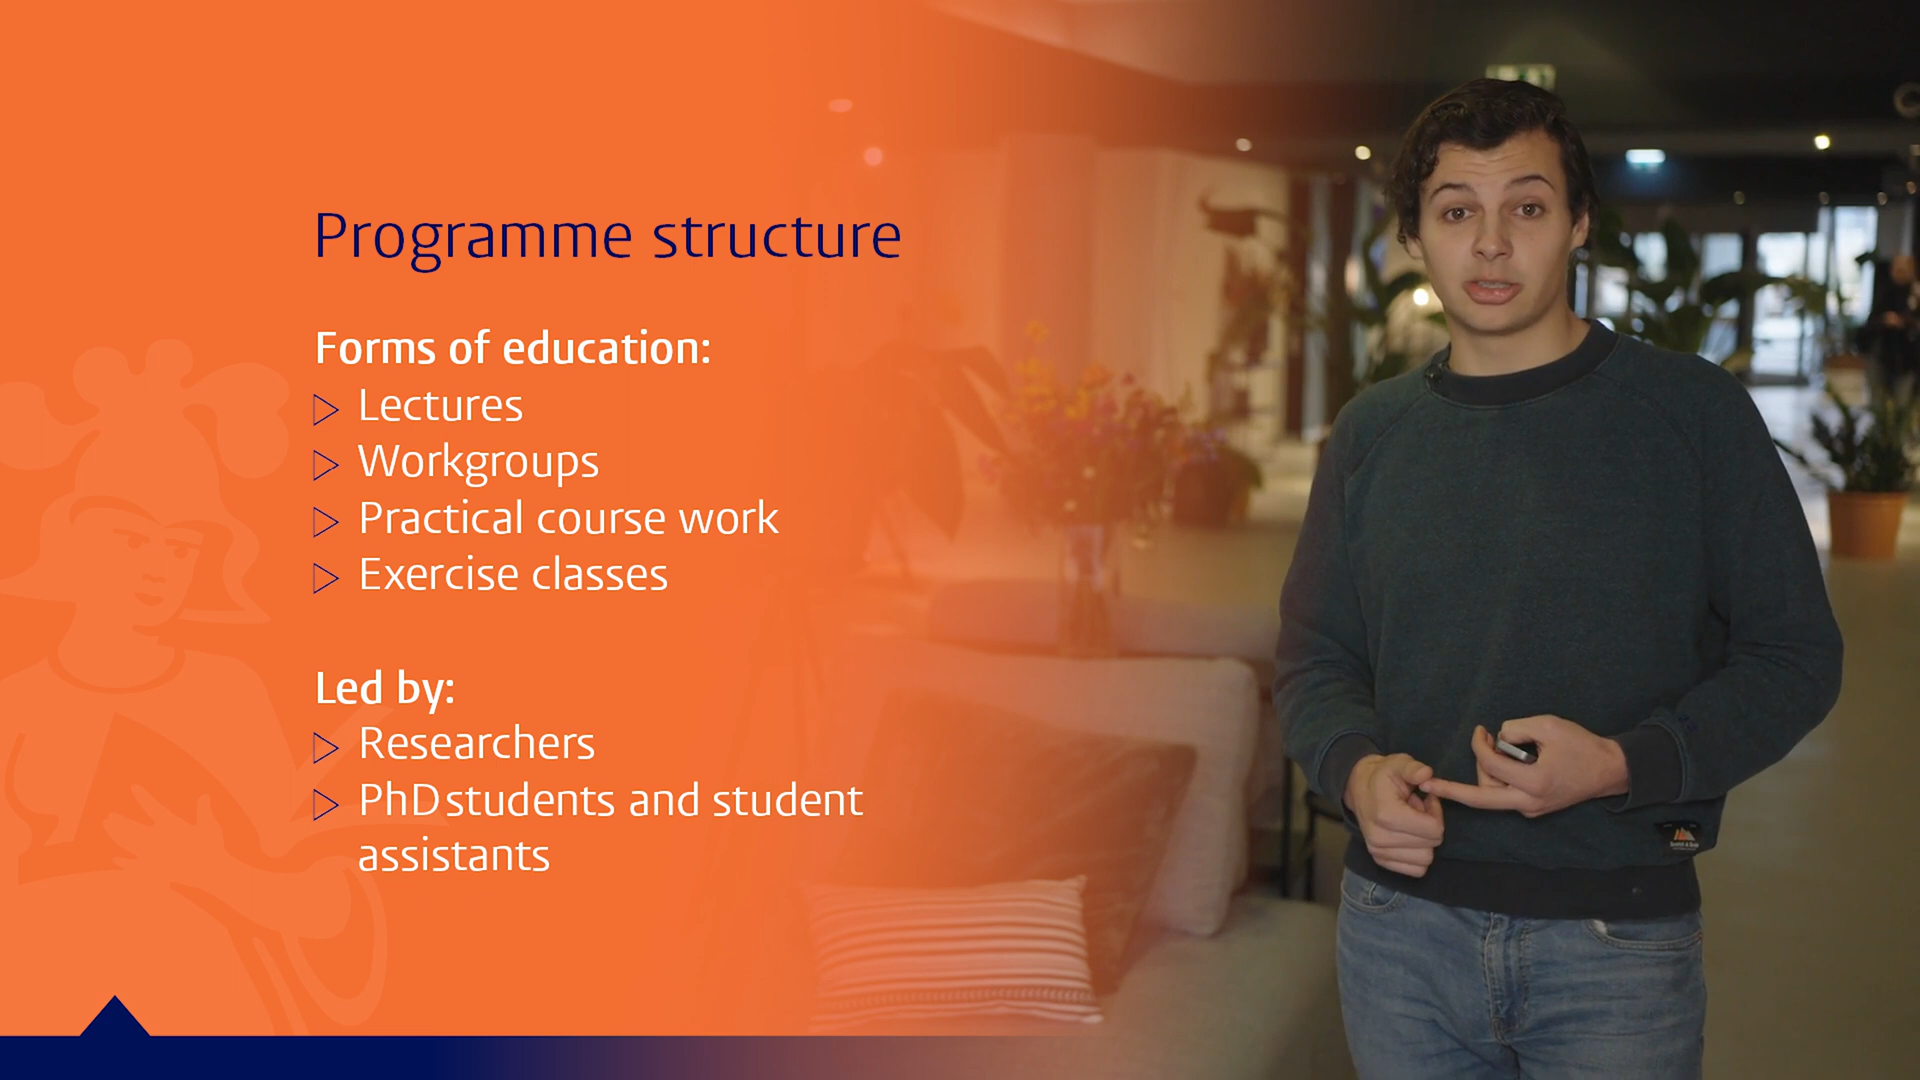 Programme structure
Forms of education:
Lectures
Workgroups
Practical course work
Exercise classes
Led by:
Researchers
PhD students and student
assistants